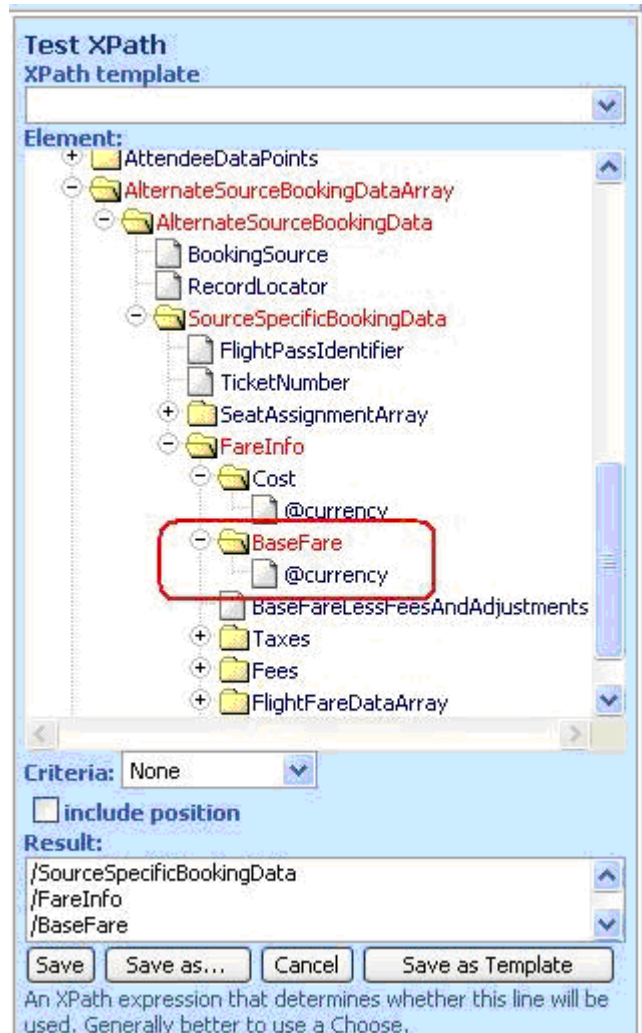 Test XPath
XPath template
Element:
AttendeeDataPoints
AlternateSourceBookingDataArray
AlternateSourceBookingData
BookingSource
RecordLocator
SourceSpecificBookingData
FlightPassIdentifier
TicketNumber
SeatAssignmentArray
FareInfo
Cost
@currency
BaseFare
@currency
BaseFareLessFeesAndAdjustments
Taxes
Fees
FlightFareDataArray
Criteria: None
include position
Result:
/SourceSpecificBookingData
/FareInfo
/BaseFare
Save Save as... Cancel Save as Template
An XPath expression that determines whether this line will be
used. Generally better to use a Choose.